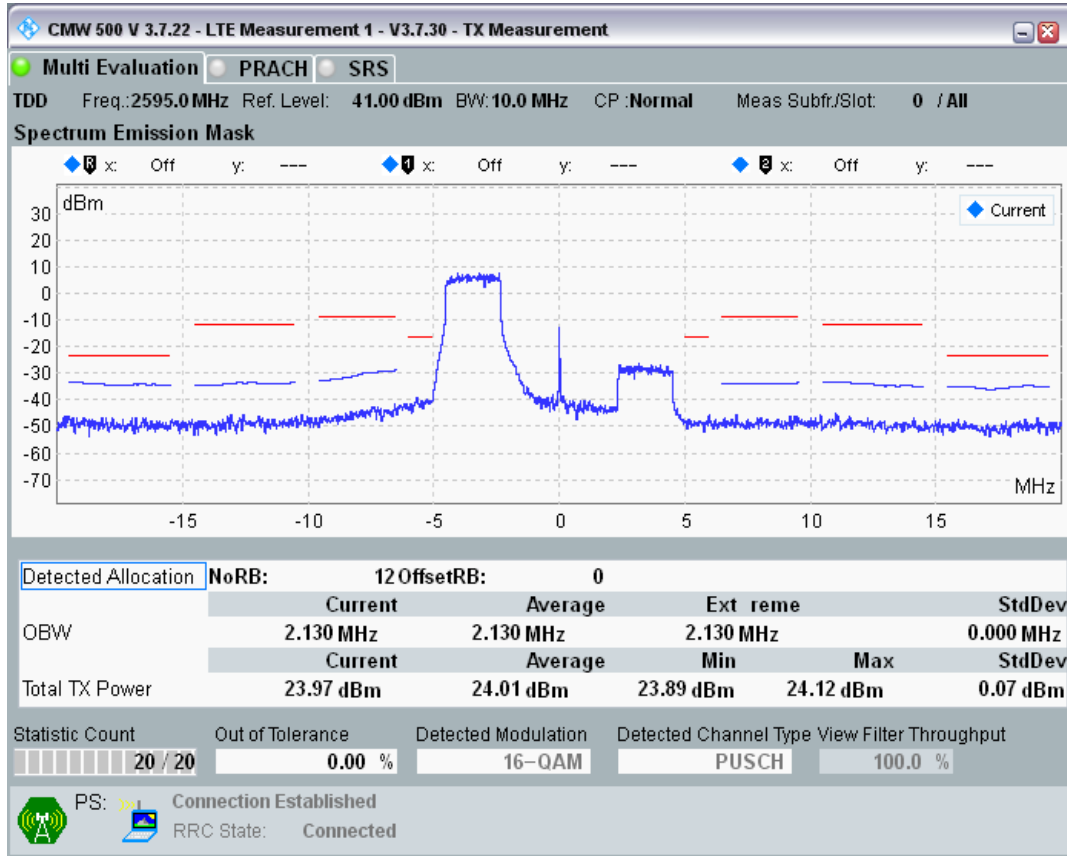 CMW 500 V 3.7.22 - LTE Measurement 1 - V3.7.30 - TX Measurement
Multi Evaluation PRACH SRS
TDD Freq.:2595.0 MHz Ref. Level: 41.00 dBm BW:10.0 MHz CP :Normal Meas Subfr./Slot: 0 / All
Spectrum Emission Mask
R x: Off y: --- 1 x: Off y: --- 2 x: Off y: ---
dBm
Current
30
20
10
0
-10
-20
-30
-40
-50
-60
-70
MHz
-15 -10 -5 0 5 10 15
Detected Allocation NoRB: 12 OffsetRB: 0
Current Average Ext reme StdDev
OBW 2.130 MHz 2.130 MHz 2.130 MHz 0.000 MHz
Current Average Min Max StdDev
Total TX Power 23.97 dBm 24.01 dBm 23.89 dBm 24.12 dBm 0.07 dBm
Statistic Count Out of Tolerance Detected Modulation Detected Channel Type View Filter Throughput
20 / 20 0.00 % 16-QAM PUSCH 100.0 %
PS: Connection Established
RRC State: Connected